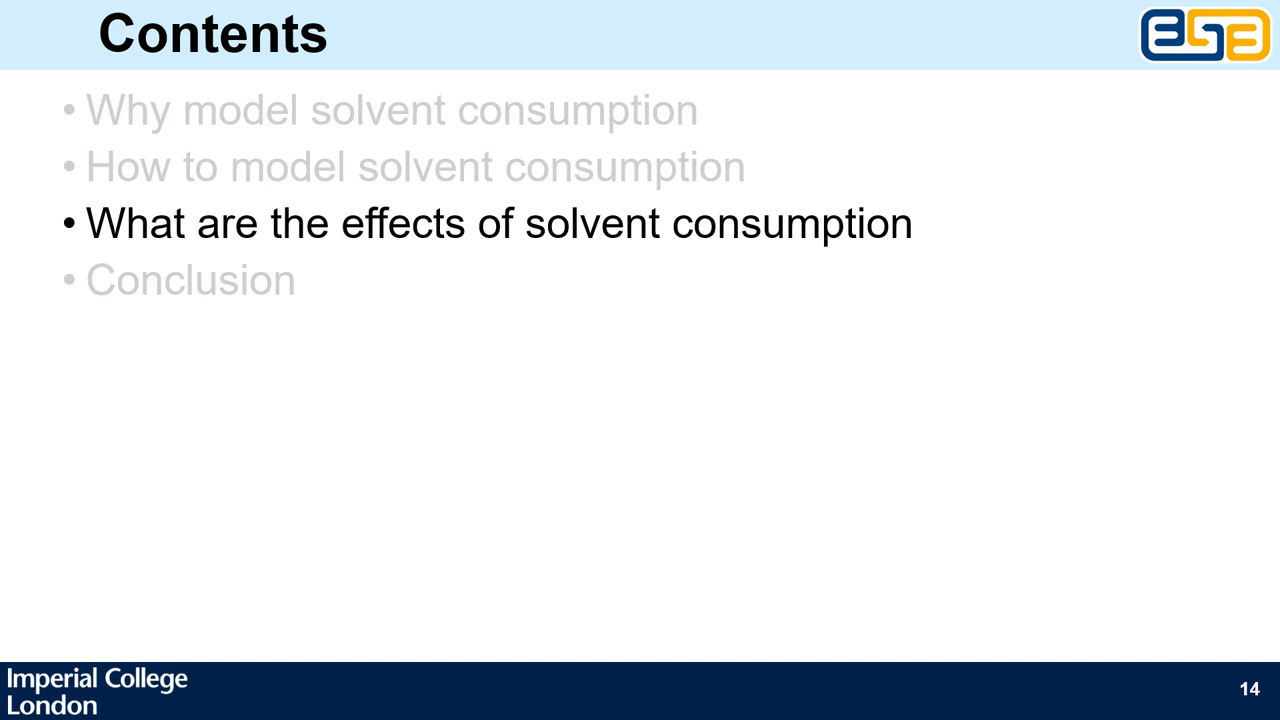 Contents
• Why model solvent consumption
• How to model solvent consumption
• What are the effects of solvent consumption
• Conclusion
Imperial College
London
14